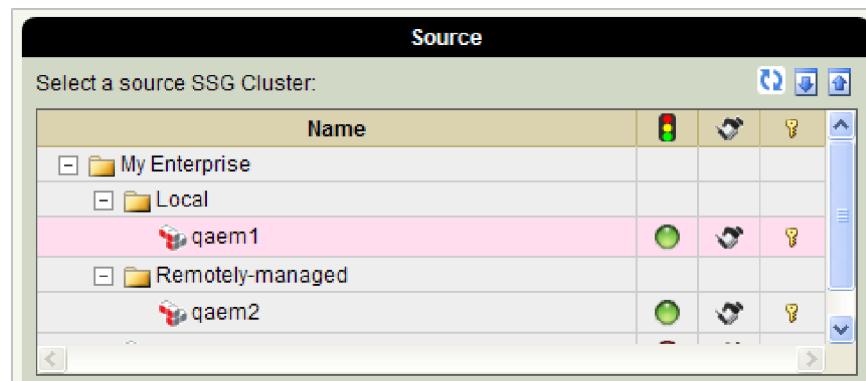 Source
Select a source SSG Cluster:
Name
My Enterprise
Local
qaem1
Remotely-managed
qaem2